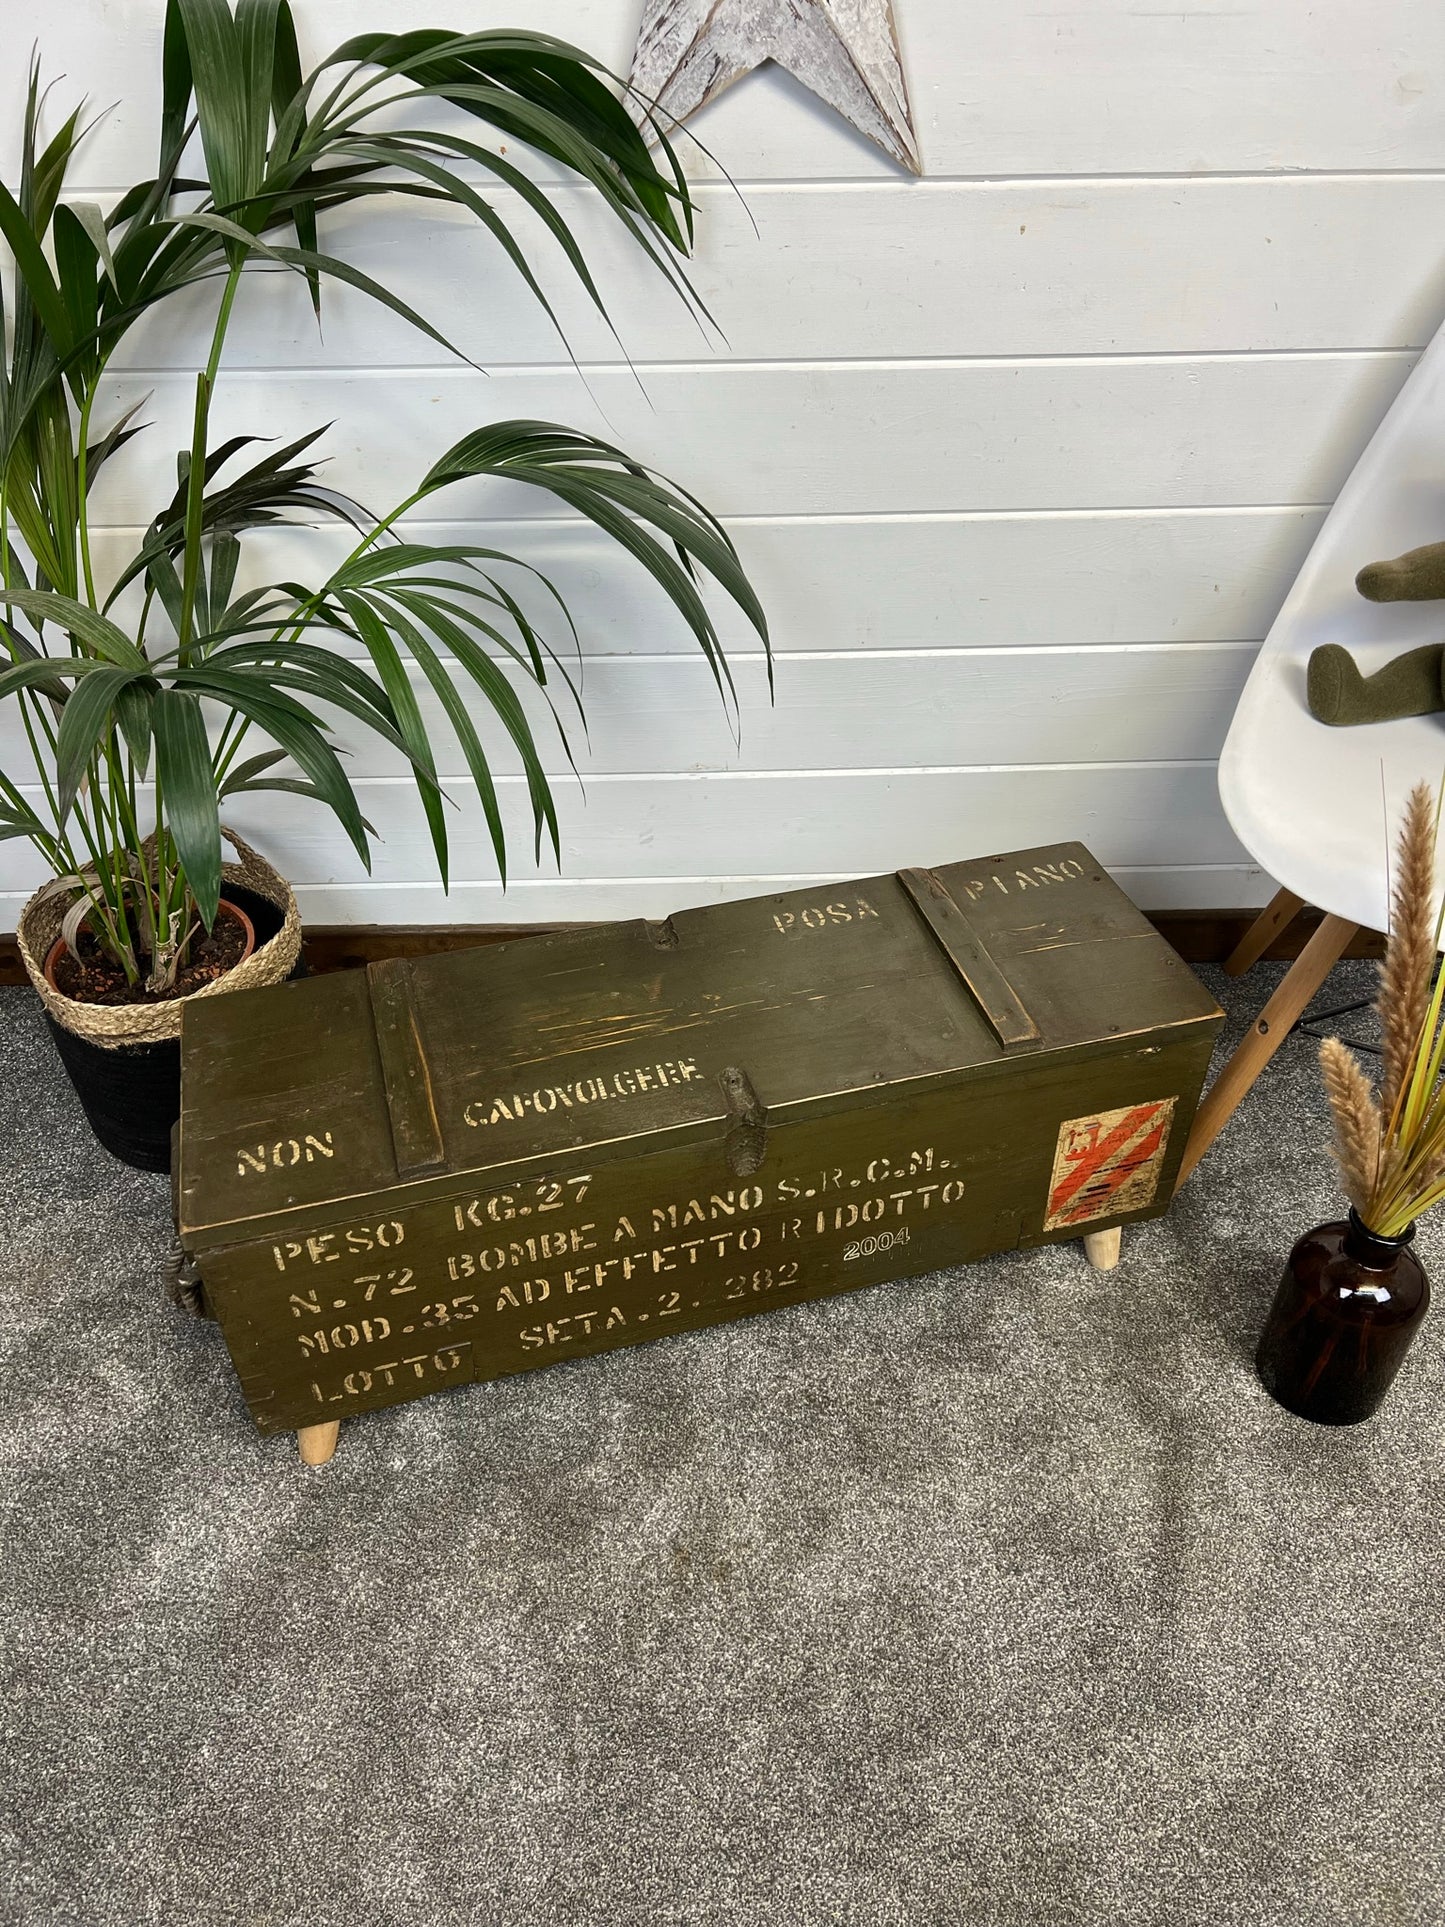 POSA PIANO
NON CAPOVOLGERE
PESO KG.27
N.72 BOMBE A MANO S.R.C.M.
MOD.35 AD EFFETTO RIDOTTO
LOTTO SETA.2.282 2004